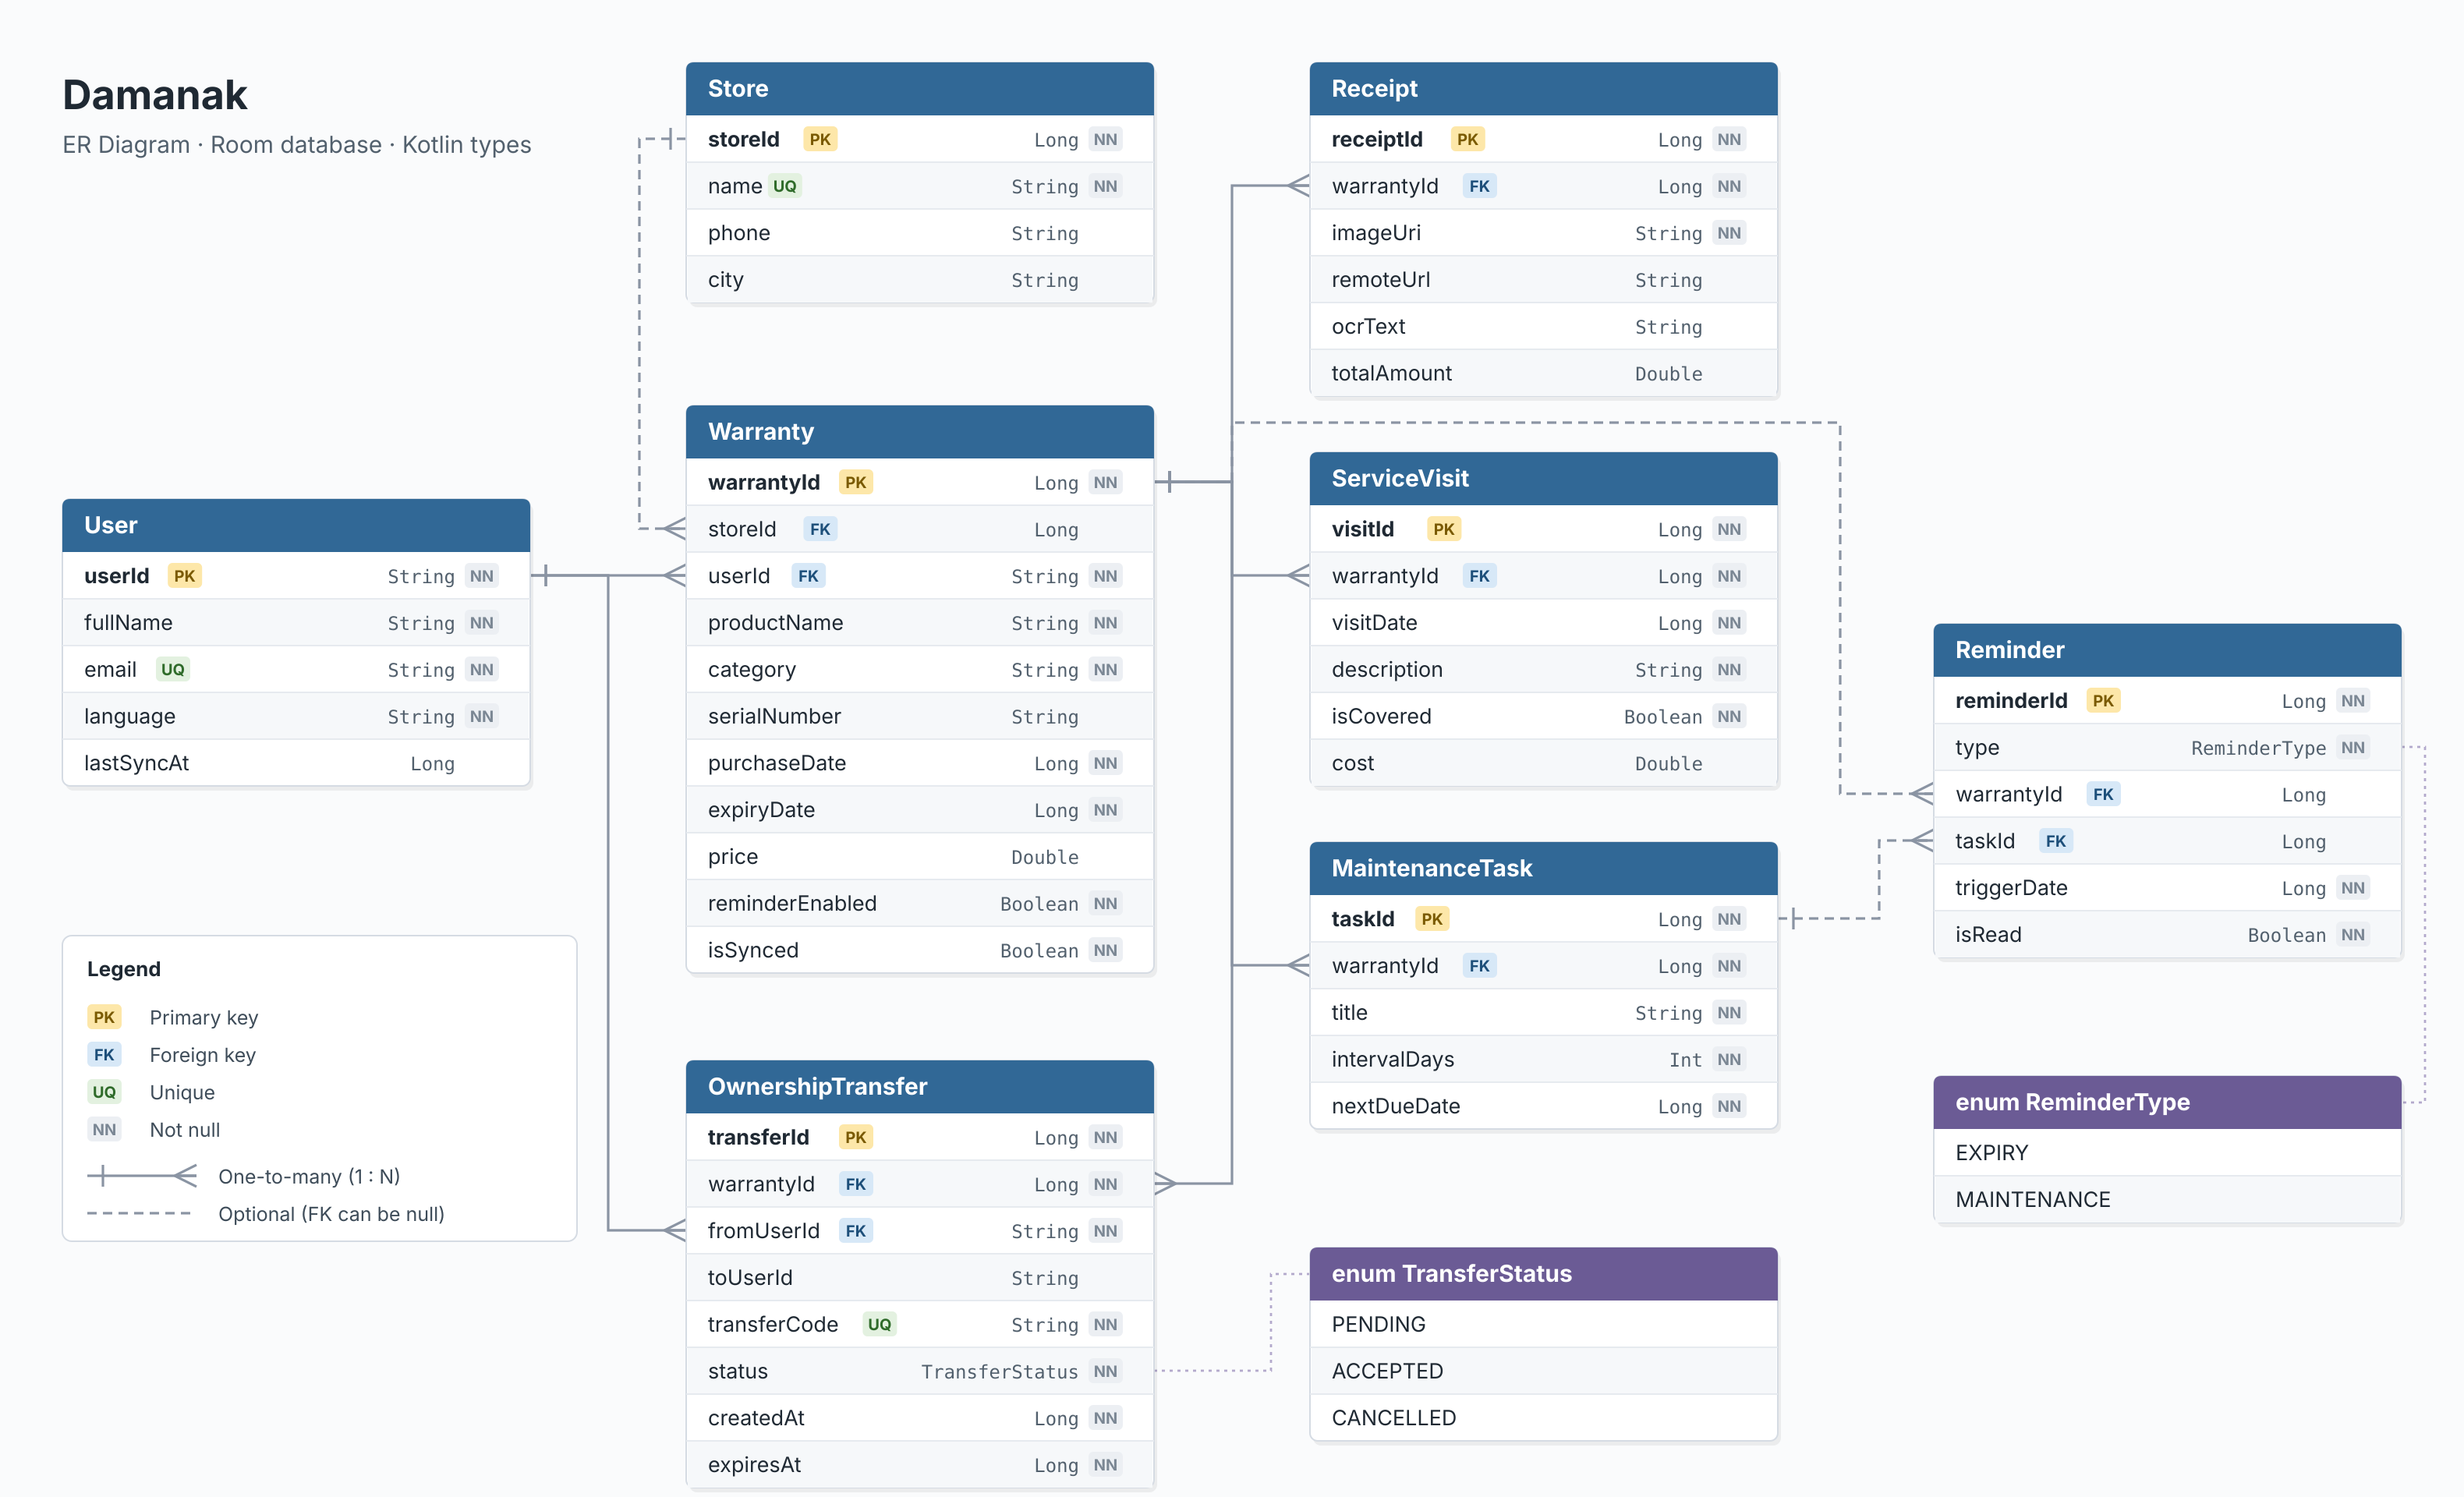 Damanak
ER Diagram · Room database · Kotlin types
Store
storeId PK Long NN
name UQ String NN
phone String
city String
Receipt
receiptId PK Long NN
warrantyId FK Long NN
imageUri String NN
remoteUrl String
ocrText String
totalAmount Double
Warranty
warrantyId PK Long NN
storeId FK Long
userId FK String NN
productName String NN
category String NN
serialNumber String
purchaseDate Long NN
expiryDate Long NN
price Double
reminderEnabled Boolean NN
isSynced Boolean NN
ServiceVisit
visitId PK Long NN
warrantyId FK Long NN
visitDate Long NN
description String NN
isCovered Boolean NN
cost Double
User
userId PK String NN
fullName String NN
email UQ String NN
language String NN
lastSyncAt Long
Reminder
reminderId PK Long NN
type ReminderType NN
warrantyId FK Long
taskId FK Long
triggerDate Long NN
isRead Boolean NN
MaintenanceTask
taskId PK Long NN
warrantyId FK Long NN
title String NN
intervalDays Int NN
nextDueDate Long NN
Legend
PK Primary key
FK Foreign key
UQ Unique
NN Not null
One-to-many (1 : N)
Optional (FK can be null)
OwnershipTransfer
transferId PK Long NN
warrantyId FK Long NN
fromUserId FK String NN
toUserId String
transferCode UQ String NN
status TransferStatus NN
createdAt Long NN
expiresAt Long NN
enum ReminderType
EXPIRY
MAINTENANCE
enum TransferStatus
PENDING
ACCEPTED
CANCELLED